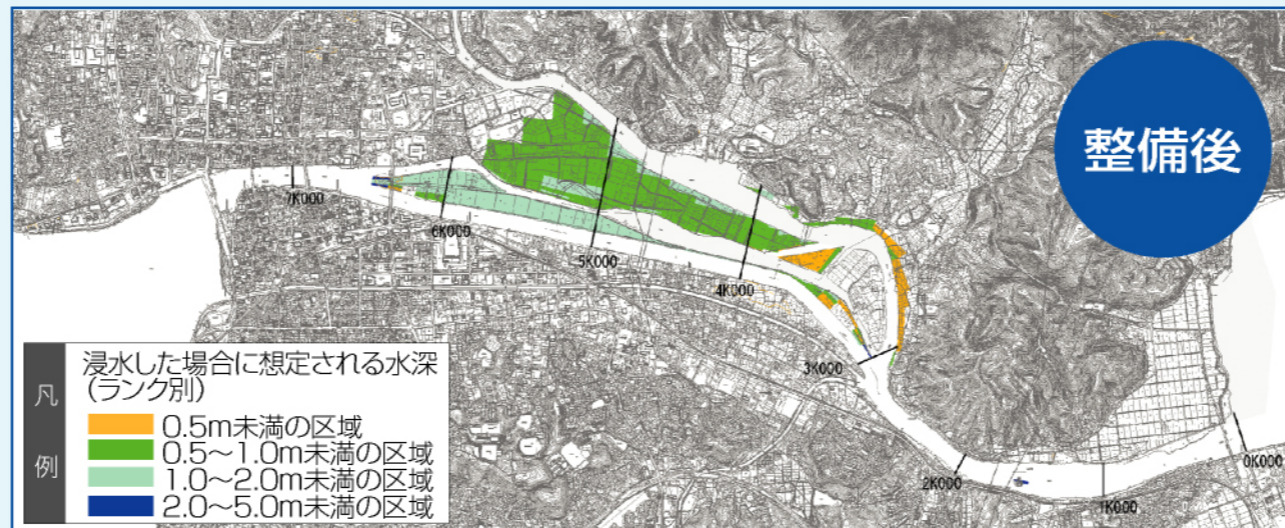 整備後
7K000
6K000
5K000
4K000
3K000
2K000
1K000
0K000
凡例
浸水した場合に想定される水深
(ランク別)
0.5m未満の区域
0.5～1.0m未満の区域
1.0～2.0m未満の区域
2.0～5.0m未満の区域